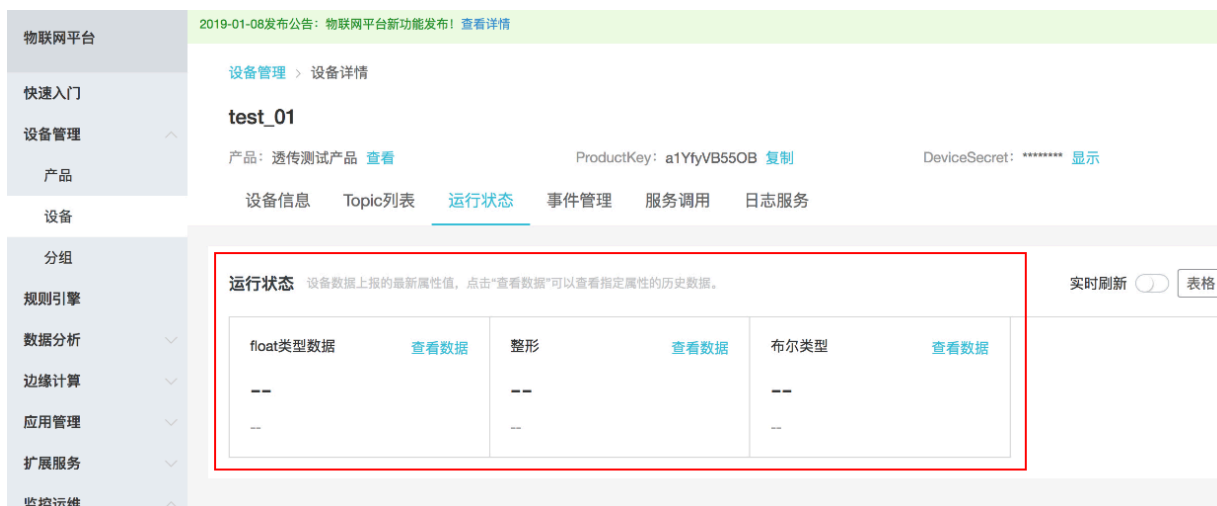 物联网平台
快速入门
设备管理
产品
设备
分组
规则引擎
数据分析
边缘计算
应用管理
扩展服务
监控运维
2019-01-08发布公告：物联网平台新功能发布！查看详情
设备管理 > 设备详情
test_01
产品：透传测试产品 查看 ProductKey：a1YfyVB55OB 复制 DeviceSecret：******** 显示
设备信息 Topic列表 运行状态 事件管理 服务调用 日志服务
运行状态 设备数据上报的最新属性值，点击“查看数据”可以查看指定属性的历史数据。 实时刷新 表格
float类型数据 查看数据 整形 查看数据 布尔类型 查看数据
-- -- --
-- -- --